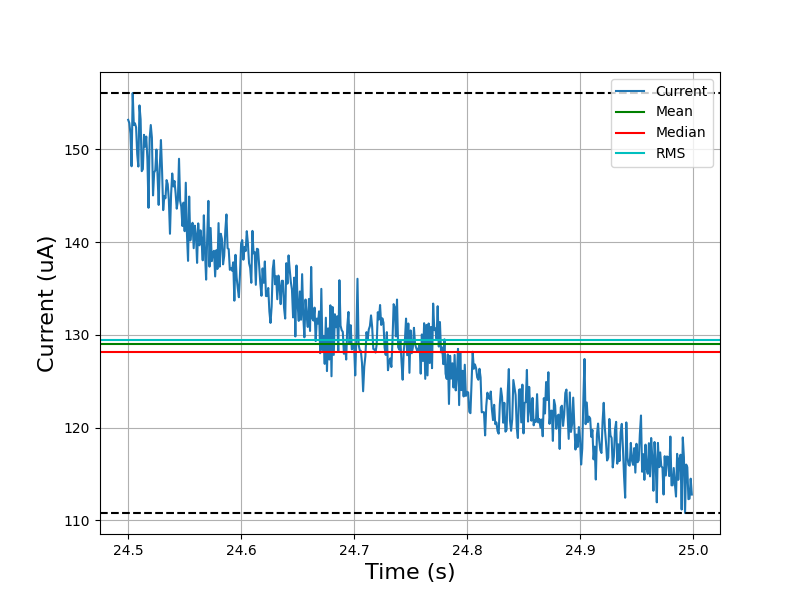 Current
Mean
Median
RMS
150
140
130
120
110
Current (uA)
24.5 24.6 24.7 24.8 24.9 25.0
Time (s)